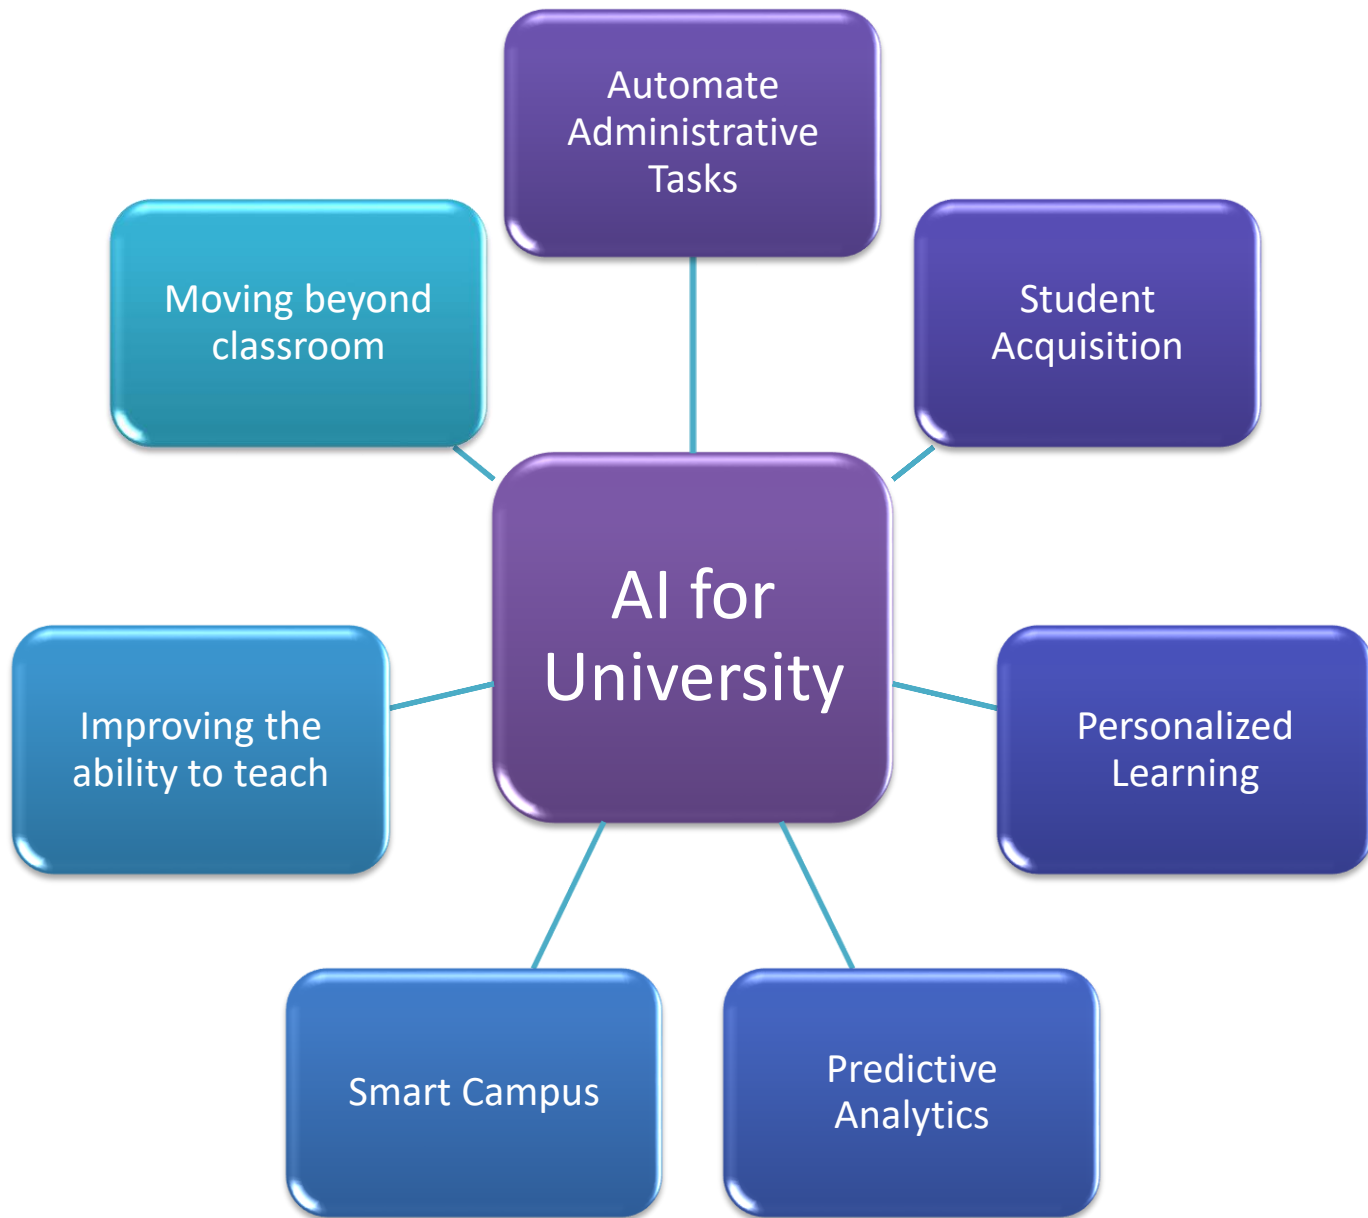 Automate
Administrative
Tasks
Student
Acquisition
Personalized
Learning
Predictive
Analytics
Smart Campus
Improving the
ability to teach
Moving beyond
classroom
AI for
University